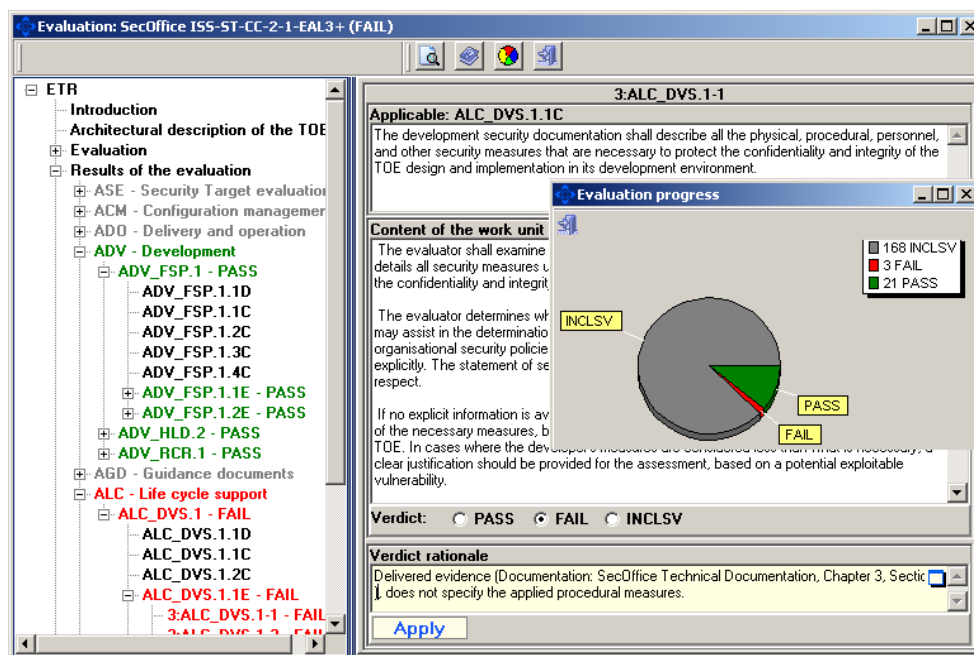 Evaluation: SecOffice ISS-ST-CC-2-1-EAL3+ (FAIL)
ETR
Introduction
Architectural description of the TOE
Evaluation
Results of the evaluation
ASE - Security Target evaluation
ACM - Configuration managemer
ADO - Delivery and operation
ADV - Development
ADV_FSP.1 - PASS
ADV_FSP.1.1D
ADV_FSP.1.1C
ADV_FSP.1.2C
ADV_FSP.1.3C
ADV_FSP.1.4C
ADV_FSP.1.1E - PASS
ADV_FSP.1.2E - PASS
ADV_HLD.2 - PASS
ADV_RCR.1 - PASS
AGD - Guidance documents
ALC - Life cycle support
ALC_DVS.1 - FAIL
ALC_DVS.1.1D
ALC_DVS.1.1C
ALC_DVS.1.2C
ALC_DVS.1.1E - FAIL
3:ALC_DVS.1-1 - FAIL
3:ALC_DVS.1-2 - FAIL
3:ALC_DVS.1-1
Applicable: ALC_DVS.1.1C
The development security documentation shall describe all the physical, procedural, personnel,
and other security measures that are necessary to protect the confidentiality and integrity of the
TOE design and implementation in its development environment.
Content of the work unit
The evaluator shall examine
details all security measures u
the confidentiality and integrit
The evaluator determines wh
may assist in the determinatio
organisational security policie
explicitly. The statement of se
respect.
If no explicit information is av
of the necessary measures, b
TOE. In cases where the developer's measures are considered less than what is necessary, a
clear justification should be provided for the assessment, based on a potential exploitable
vulnerability.
Verdict: PASS FAIL INCLSV
Verdict rationale
Delivered evidence (Documentation: SecOffice Technical Documentation, Chapter 3, Sectic
), does not specify the applied procedural measures.
Apply
Evaluation progress
168 INCLSV
3 FAIL
21 PASS
INCLSV
PASS
FAIL